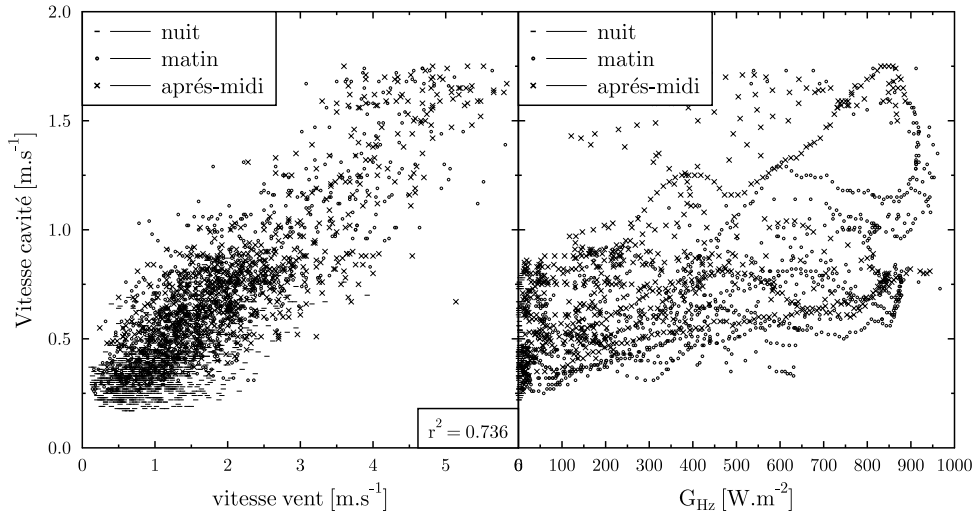 2.0
1.5
1.0
0.5
0.0
Vitesse cavité [m.s-1]
nuit
matin
aprés-midi
r2 = 0.736
0 1 2 3 4 5 6
vitesse vent [m.s-1]
nuit
matin
aprés-midi
0 100 200 300 400 500 600 700 800 900 1000
GHz [W.m-2]